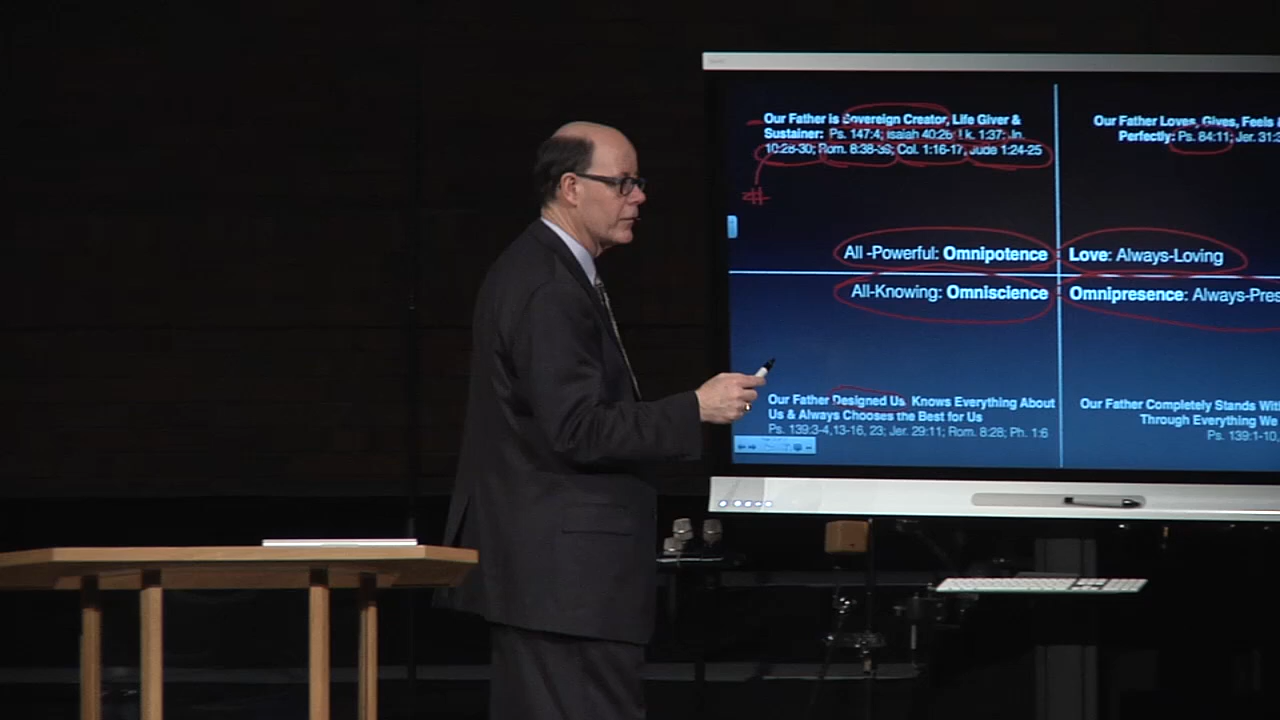 Our Father is Sovereign Creator, Life Giver &
Sustainer: Ps. 147:4; Isaiah 40:26; Lk. 1:37; Jn.
10:28-30; Rom. 8:38-39; Col. 1:16-17; Jude 1:24-25
Our Father Loves, Gives, Feels
Perfectly: Ps. 84:11; Jer.
All -Powerful: Omnipotence
Love: Always-Loving
All-Knowing: Omniscience
Omnipresence: Always-Pres
Our Father Designed Us, Knows Everything About
Us & Always Chooses the Best for Us
Ps. 139:3-4,13-16, 23; Jer. 29:11; Rom. 8:28; Ph. 1:6
Our Father Completely Stands Wit
Through Everything We
Ps. 139:1-10,